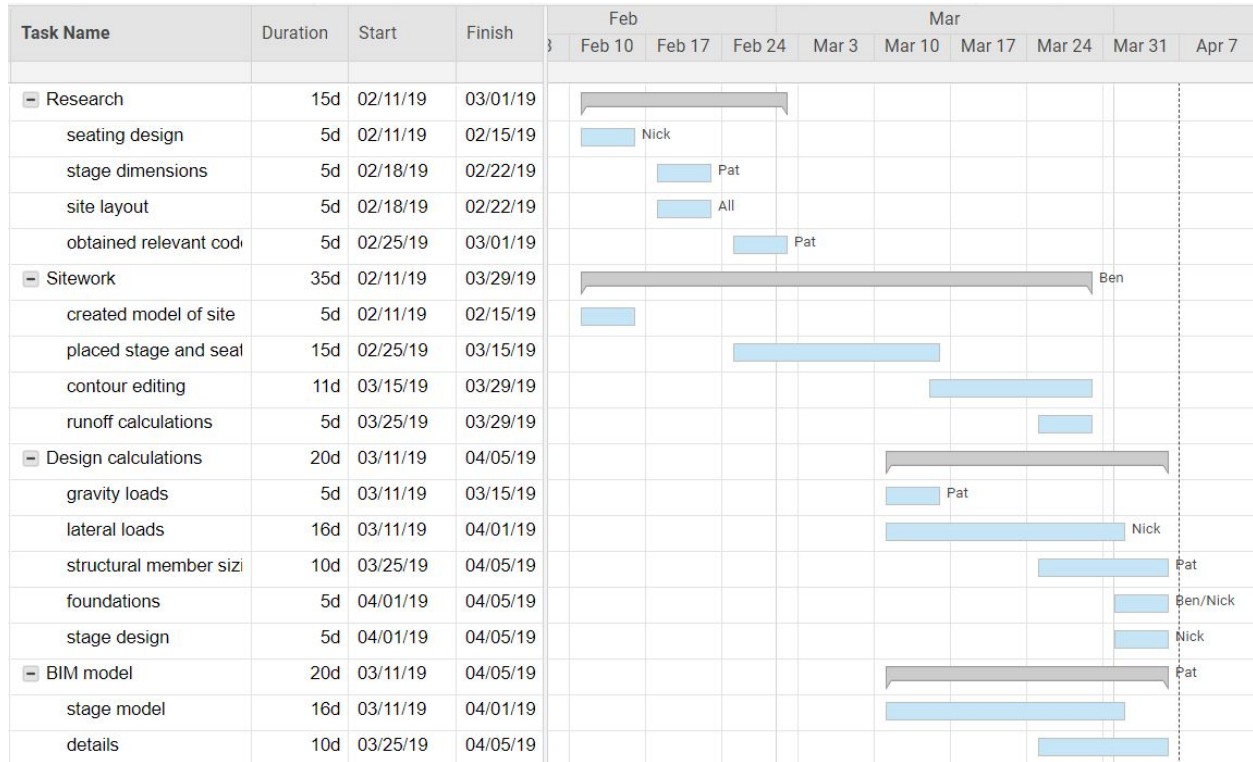 Task Name Duration Start Finish Feb Mar
3 Feb 10 Feb 17 Feb 24 Mar 3 Mar 10 Mar 17 Mar 24 Mar 31 Apr 7
Research 15d 02/11/19 03/01/19
seating design 5d 02/11/19 02/15/19 Nick
stage dimensions 5d 02/18/19 02/22/19 Pat
site layout 5d 02/18/19 02/22/19 All
obtained relevant cod 5d 02/25/19 03/01/19 Pat
Sitework 35d 02/11/19 03/29/19 Ben
created model of site 5d 02/11/19 02/15/19
placed stage and seat 15d 02/25/19 03/15/19
contour editing 11d 03/15/19 03/29/19
runoff calculations 5d 03/25/19 03/29/19
Design calculations 20d 03/11/19 04/05/19
gravity loads 5d 03/11/19 03/15/19 Pat
lateral loads 16d 03/11/19 04/01/19 Nick
structural member sizi 10d 03/25/19 04/05/19 Pat
foundations 5d 04/01/19 04/05/19 Ben/Nick
stage design 5d 04/01/19 04/05/19 Nick
BIM model 20d 03/11/19 04/05/19 Pat
stage model 16d 03/11/19 04/01/19
details 10d 03/25/19 04/05/19